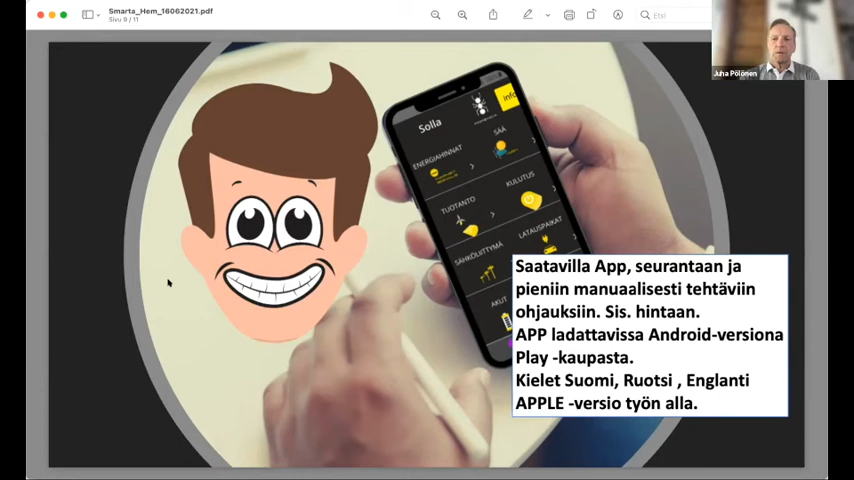 Smarta_Hem_16062021.pdf
Sivu 9 / 11
Etsi
Juha Pölönen
Solla
info
ENERGIAHINNAT
SÄÄ
TUOTANTO
KULUTUS
SÄHKÖLIITTYMÄ
LATAUSPAIKAT
AKUT
Saatavilla App, seurantaan ja
pieniin manuaalisesti tehtäviin
ohjauksiin. Sis. hintaan.
APP ladattavissa Android-versiona
Play -kaupasta.
Kielet Suomi, Ruotsi , Englanti
APPLE -versio työn alla.